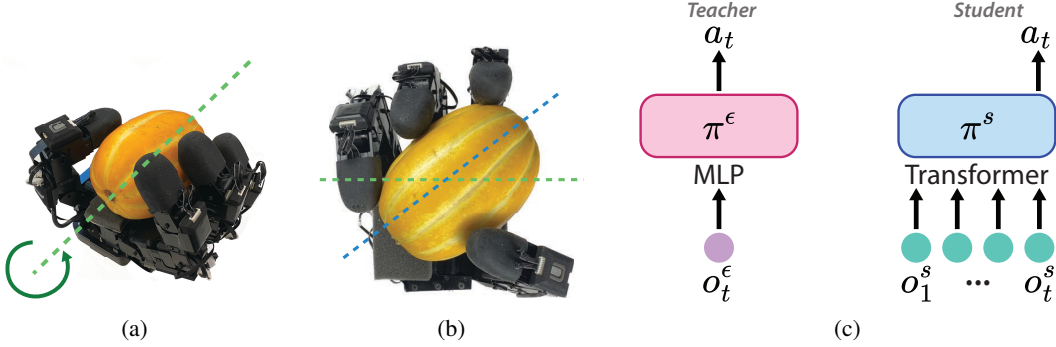 Teacher
Student
a_t
a_t
π^ϵ
π^s
MLP
Transformer
o_t^ϵ
o_1^s
...
o_t^s
(a)
(b)
(c)